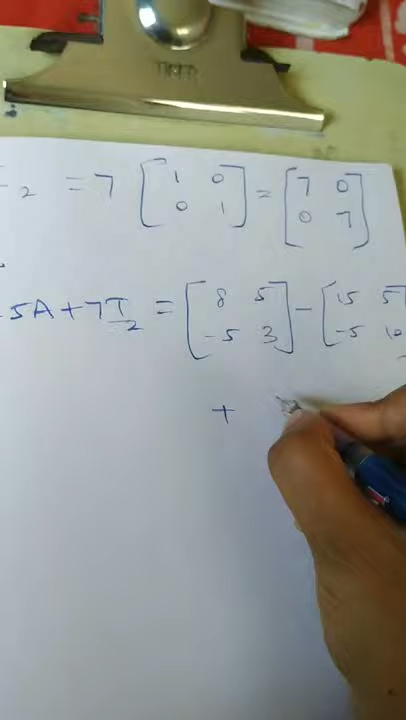 TIGER
₂ = 7 [1 0; 0 1] = [7 0; 0 7]
5A + 7I₂ = [8 5; -5 3] - [15 5; -5 10
+